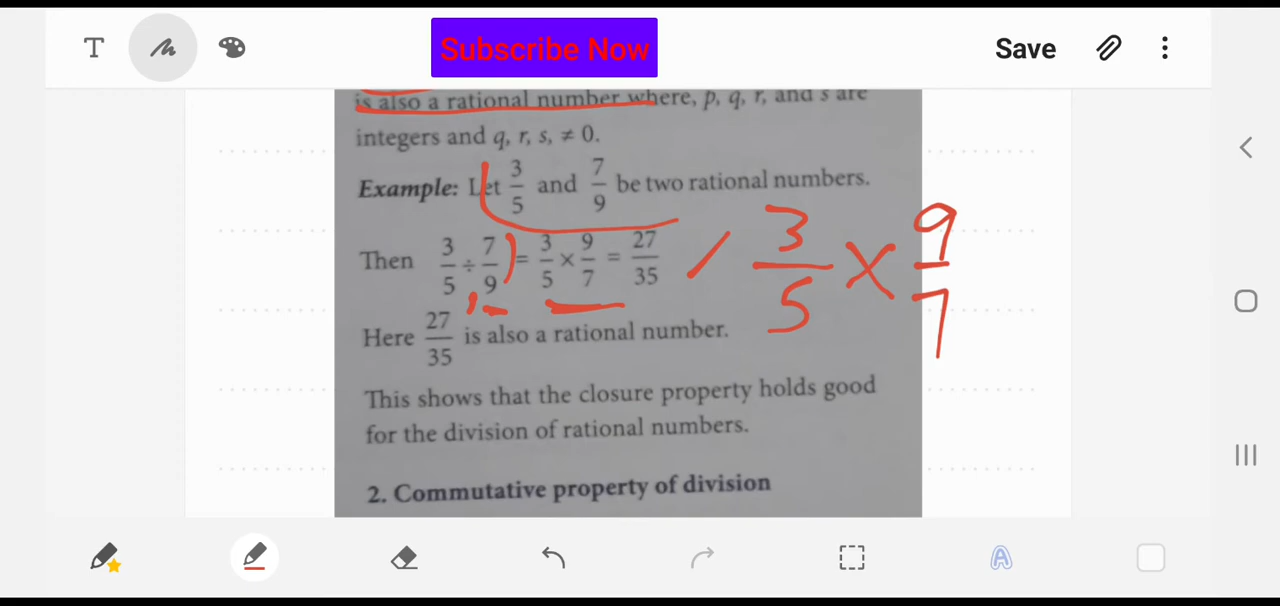 Subscribe Now
Save
is also a rational number where, p, q, r, and s are
integers and q, r, s, ≠ 0.
Example: Let 3/5 and 7/9 be two rational numbers.
Then 3/5 ÷ 7/9 = 3/5 × 9/7 = 27/35
3/5 × 9/7
Here 27/35 is also a rational number.
This shows that the closure property holds good
for the division of rational numbers.
2. Commutative property of division